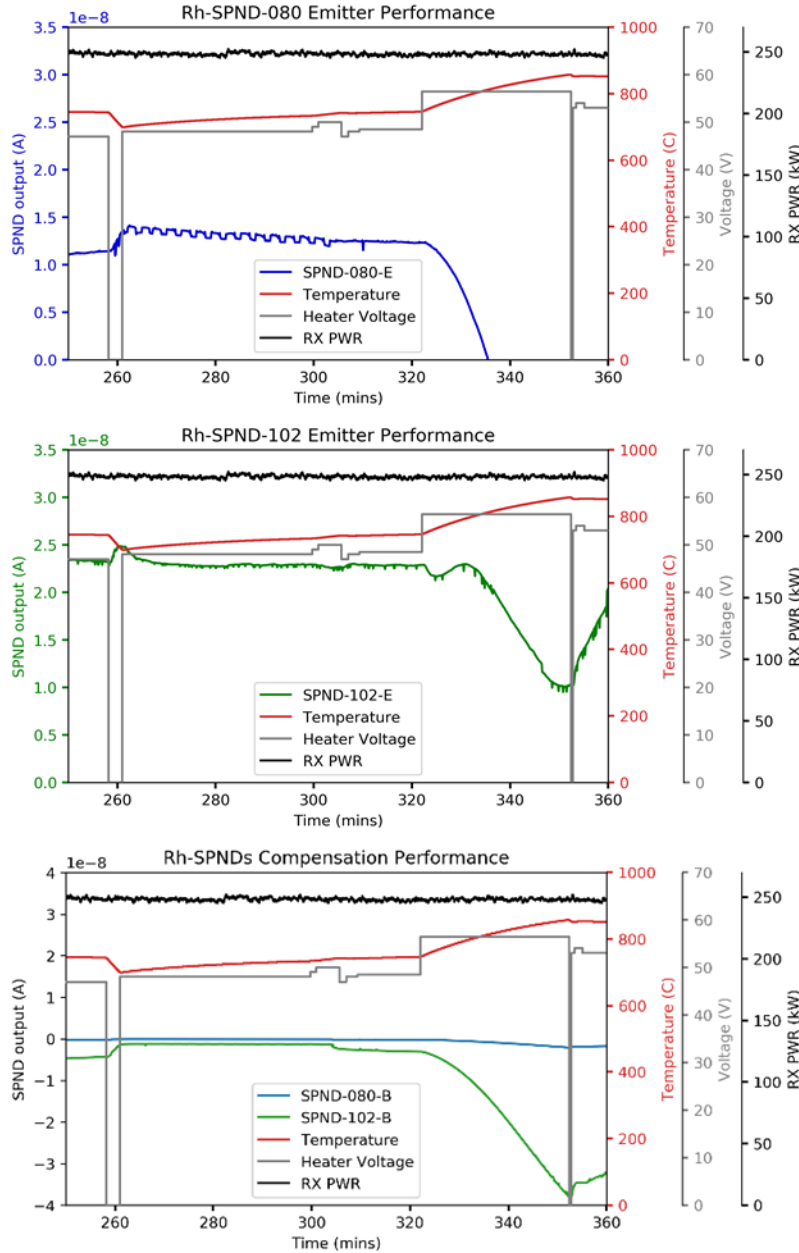 Rh-SPND-080 Emitter Performance
1e−8
3.5
3.0
2.5
2.0
1.5
1.0
0.5
0.0
SPND output (A)
1000
800
600
400
200
0
Temperature (C)
70
60
50
40
30
20
10
0
Voltage (V)
250
200
150
100
50
0
RX PWR (kW)
SPND-080-E
Temperature
Heater Voltage
RX PWR
260 280 300 320 340 360
Time (mins)
Rh-SPND-102 Emitter Performance
1e−8
3.5
3.0
2.5
2.0
1.5
1.0
0.5
0.0
SPND output (A)
1000
800
600
400
200
0
Temperature (C)
70
60
50
40
30
20
10
0
Voltage (V)
250
200
150
100
50
0
RX PWR (kW)
SPND-102-E
Temperature
Heater Voltage
RX PWR
260 280 300 320 340 360
Time (mins)
Rh-SPNDs Compensation Performance
1e−8
4
3
2
1
0
−1
−2
−3
−4
SPND output (A)
1000
800
600
400
200
0
Temperature (C)
70
60
50
40
30
20
10
0
Voltage (V)
250
200
150
100
50
0
RX PWR (kW)
SPND-080-B
SPND-102-B
Temperature
Heater Voltage
RX PWR
260 280 300 320 340 360
Time (mins)